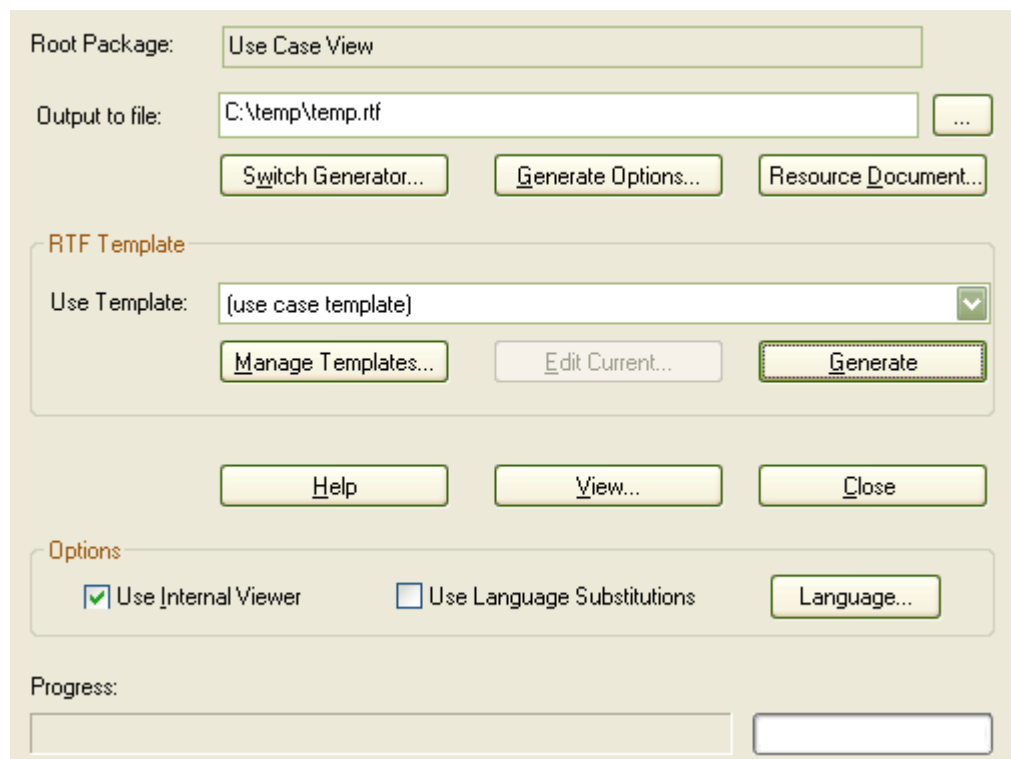 Root Package: Use Case View
Output to file: C:\temp\temp.rtf ...
Switch Generator... Generate Options... Resource Document...
RTF Template
Use Template: (use case template)
Manage Templates... Edit Current... Generate
Help View... Close
Options
Use Internal Viewer Use Language Substitutions Language...
Progress: